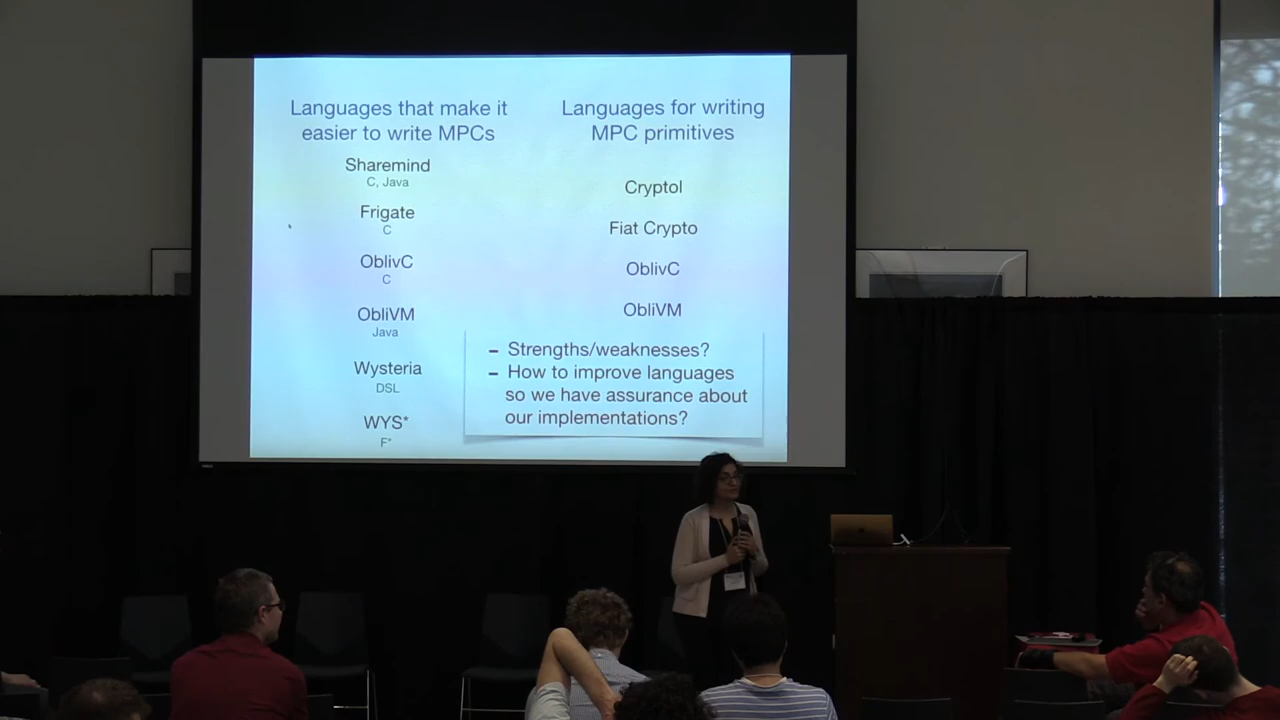 Languages that make it
easier to write MPCs
Sharemind
C, Java
Frigate
C
OblivC
C
ObliVM
Java
Wysteria
DSL
WYS*
F*
Languages for writing
MPC primitives
Cryptol
Fiat Crypto
OblivC
ObliVM
- Strengths/weaknesses?
- How to improve languages
so we have assurance about
our implementations?